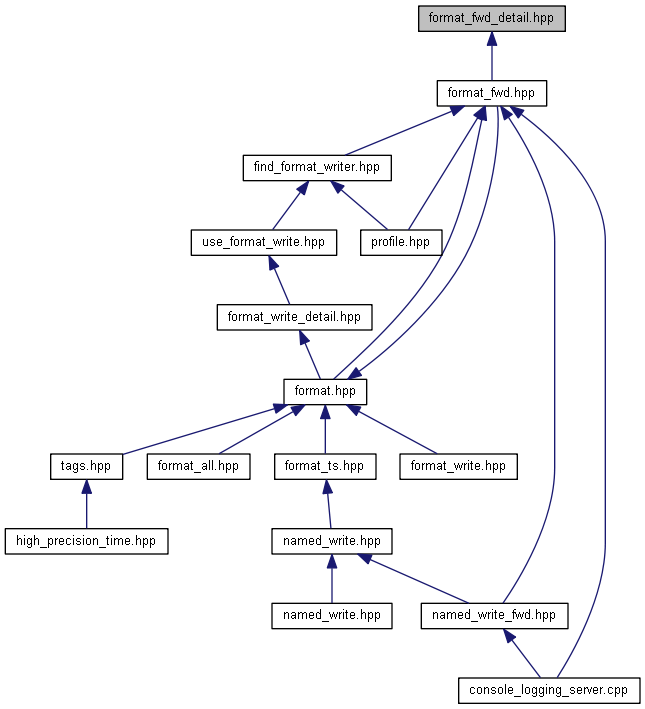 format_fwd_detail.hpp
format_fwd.hpp
find_format_writer.hpp
use_format_write.hpp
profile.hpp
format_write_detail.hpp
format.hpp
tags.hpp
format_all.hpp
format_ts.hpp
format_write.hpp
high_precision_time.hpp
named_write.hpp
named_write.hpp
named_write_fwd.hpp
console_logging_server.cpp